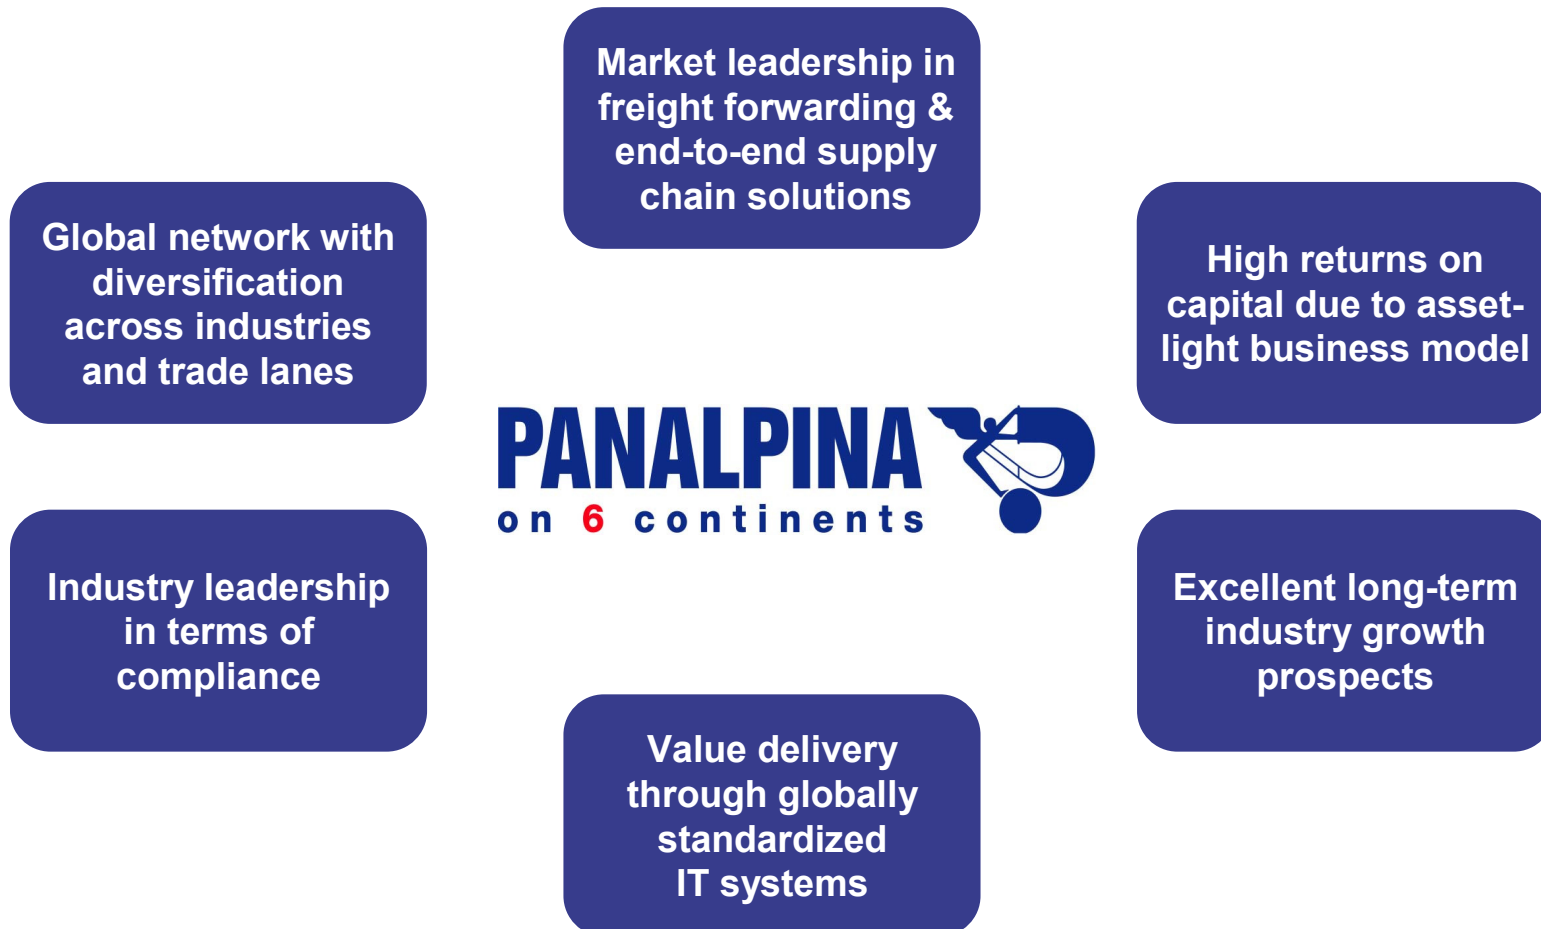 Market leadership in
freight forwarding &
end-to-end supply
chain solutions
Global network with
diversification
across industries
and trade lanes
High returns on
capital due to asset-
light business model
PANALPINA
on 6 continents
Industry leadership
in terms of
compliance
Excellent long-term
industry growth
prospects
Value delivery
through globally
standardized
IT systems